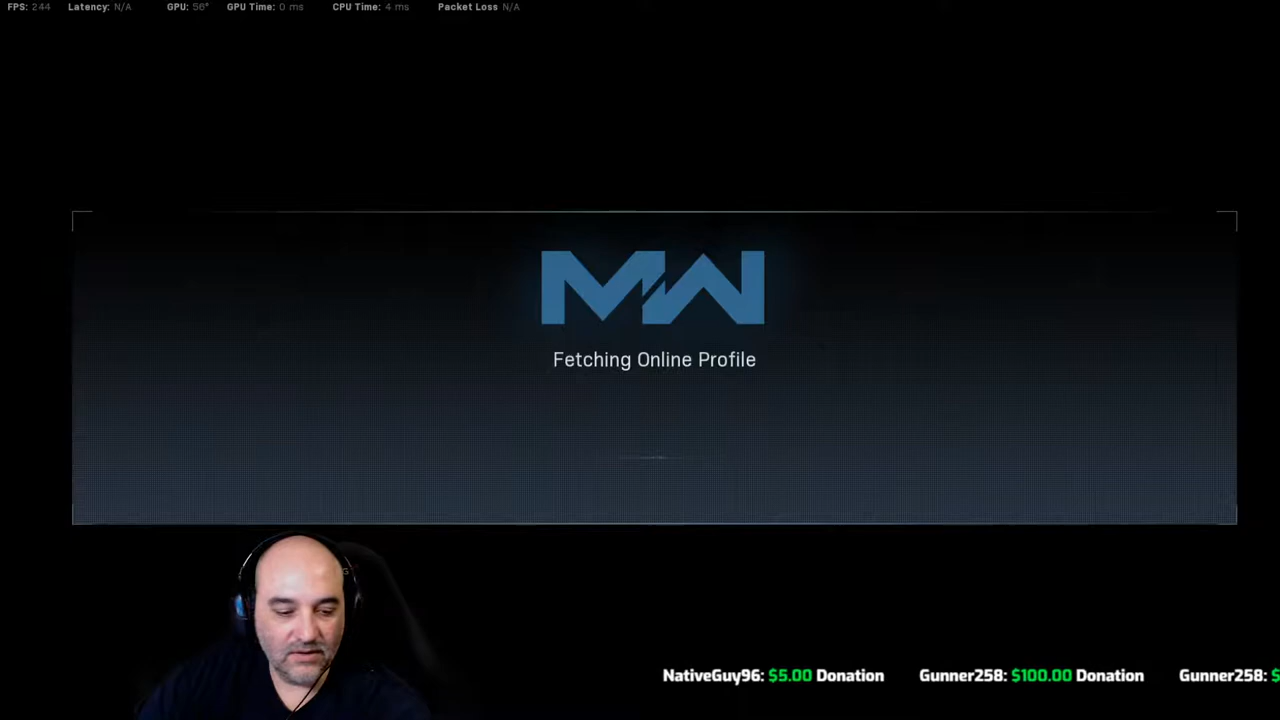 FPS: 244 Latency: N/A GPU: 56° GPU Time: 0 ms CPU Time: 4 ms Packet Loss N/A
MW
Fetching Online Profile
NativeGuy96: $5.00 Donation Gunner258: $100.00 Donation Gunner258: $